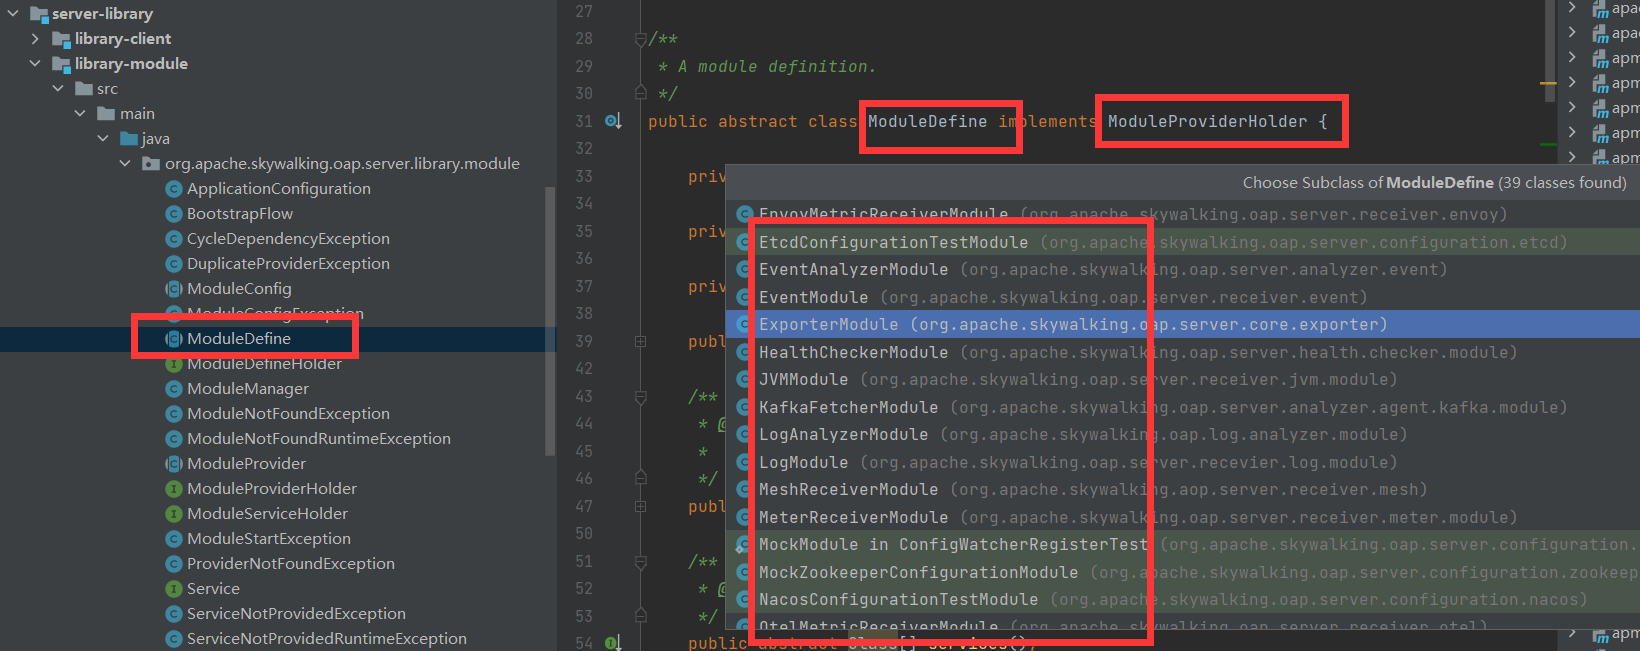 server-library
library-client
library-module
src
main
java
org.apache.skywalking.oap.server.library.module
ApplicationConfiguration
BootstrapFlow
CycleDependencyException
DuplicateProviderException
ModuleConfig
ModuleConfigException
ModuleDefine
ModuleDefineHolder
ModuleManager
ModuleNotFoundException
ModuleNotFoundRuntimeException
ModuleProvider
ModuleProviderHolder
ModuleServiceHolder
ModuleStartException
ProviderNotFoundException
Service
ServiceNotProvidedException
ServiceNotProvidedRuntimeException
27
28 /**
29 * A module definition.
30 */
31 public abstract class ModuleDefine implements ModuleProviderHolder {
32
33 priv
34
35 priv
36
37 priv
38
39 publ
42
43 /**
44 * @
45 *
46 */
47 publ
50
51 /**
52 * @
53 */
54 public abstract Class[] services();
Choose Subclass of ModuleDefine (39 classes found)
EnvoyMetricReceiverModule (org.apache.skywalking.oap.server.receiver.envoy)
EtcdConfigurationTestModule (org.apache.skywalking.oap.server.configuration.etcd)
EventAnalyzerModule (org.apache.skywalking.oap.server.analyzer.event)
EventModule (org.apache.skywalking.oap.server.receiver.event)
ExporterModule (org.apache.skywalking.oap.server.core.exporter)
HealthCheckerModule (org.apache.skywalking.oap.server.health.checker.module)
JVMModule (org.apache.skywalking.oap.server.receiver.jvm.module)
KafkaFetcherModule (org.apache.skywalking.oap.server.analyzer.agent.kafka.module)
LogAnalyzerModule (org.apache.skywalking.oap.log.analyzer.module)
LogModule (org.apache.skywalking.oap.server.recevier.log.module)
MeshReceiverModule (org.apache.skywalking.aop.server.receiver.mesh)
MeterReceiverModule (org.apache.skywalking.oap.server.receiver.meter.module)
MockModule in ConfigWatcherRegisterTest (org.apache.skywalking.oap.server.configuration.
MockZookeeperConfigurationModule (org.apache.skywalking.oap.server.configuration.zookeep
NacosConfigurationTestModule (org.apache.skywalking.oap.server.configuration.nacos)
OtelMetricReceiverModule (org.apache.skywalking.oap.server.receiver.otel)
apac
apac
apm
apm
apm
apm
apm
apm